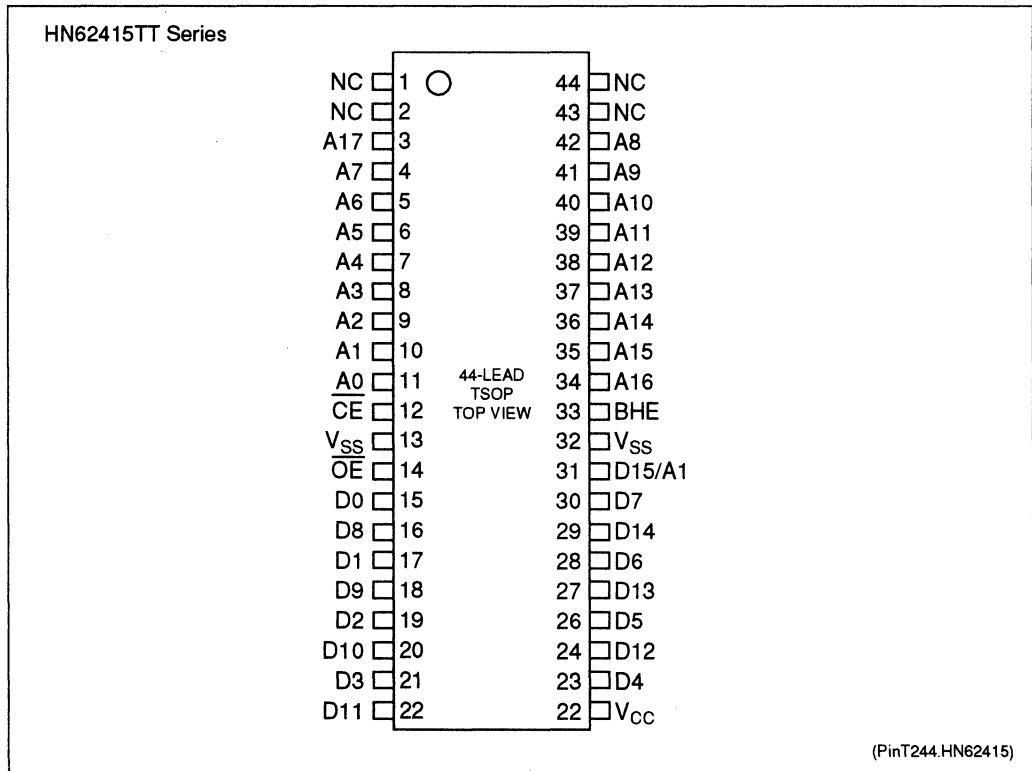 HN62415TT Series
NC 1 44 NC
NC 2 43 NC
A17 3 42 A8
A7 4 41 A9
A6 5 40 A10
A5 6 39 A11
A4 7 38 A12
A3 8 37 A13
A2 9 36 A14
A1 10 35 A15
A0 11 44-LEAD 34 A16
TSOP
C̅E̅ 12 TOP VIEW 33 BHE
VSS 13 32 VSS
O̅E̅ 14 31 D15/A1
D0 15 30 D7
D8 16 29 D14
D1 17 28 D6
D9 18 27 D13
D2 19 26 D5
D10 20 24 D12
D3 21 23 D4
D11 22 22 VCC
(PinT244.HN62415)